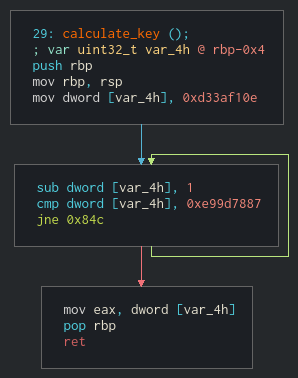 29: calculate_key ();
; var uint32_t var_4h @ rbp-0x4
push rbp
mov rbp, rsp
mov dword [var_4h], 0xd33af10e
sub dword [var_4h], 1
cmp dword [var_4h], 0xe99d7887
jne 0x84c
mov eax, dword [var_4h]
pop rbp
ret